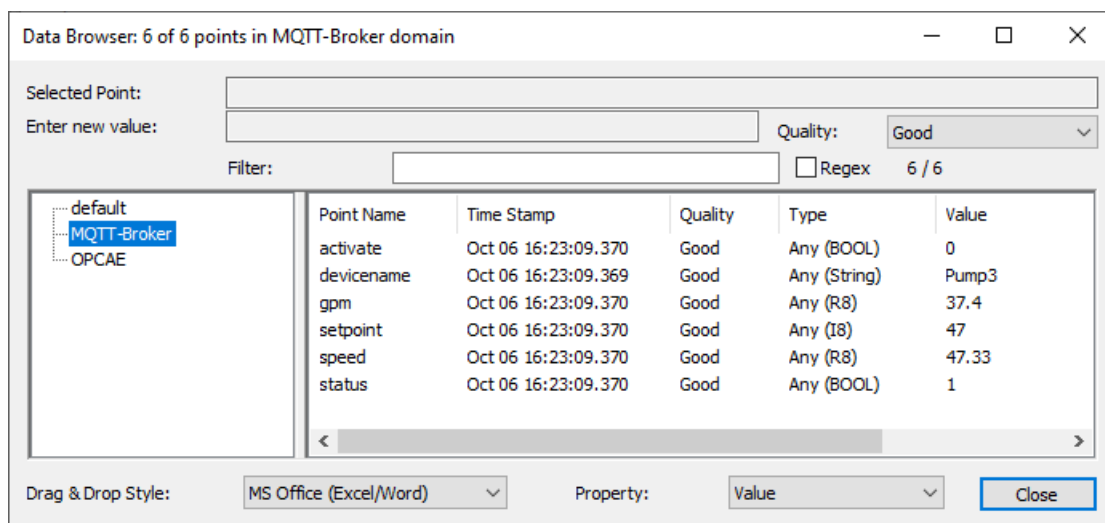 Data Browser: 6 of 6 points in MQTT-Broker domain
Selected Point:
Enter new value:
Quality: Good
Filter: Regex 6 / 6
default
MQTT-Broker
OPCAE
Point Name Time Stamp Quality Type Value
activate Oct 06 16:23:09.370 Good Any (BOOL) 0
devicename Oct 06 16:23:09.369 Good Any (String) Pump3
gpm Oct 06 16:23:09.370 Good Any (R8) 37.4
setpoint Oct 06 16:23:09.370 Good Any (I8) 47
speed Oct 06 16:23:09.370 Good Any (R8) 47.33
status Oct 06 16:23:09.370 Good Any (BOOL) 1
Drag & Drop Style: MS Office (Excel/Word) Property: Value Close